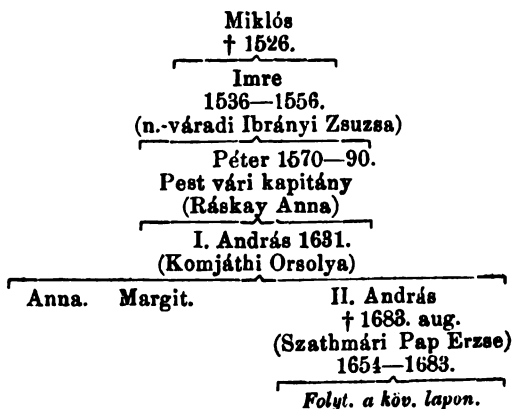 Miklós
† 1526.
Imre
1536—1556.
(n.-váradi Ibrányi Zsuzsa)
Péter 1570—90.
Pest vári kapitány
(Ráskay Anna)
I. András 1631.
(Komjáthi Orsolya)
Anna. Margit. II. András
† 1683. aug.
(Szathmári Pap Erzse)
1654—1683.
Folyt. a köv. lapon.